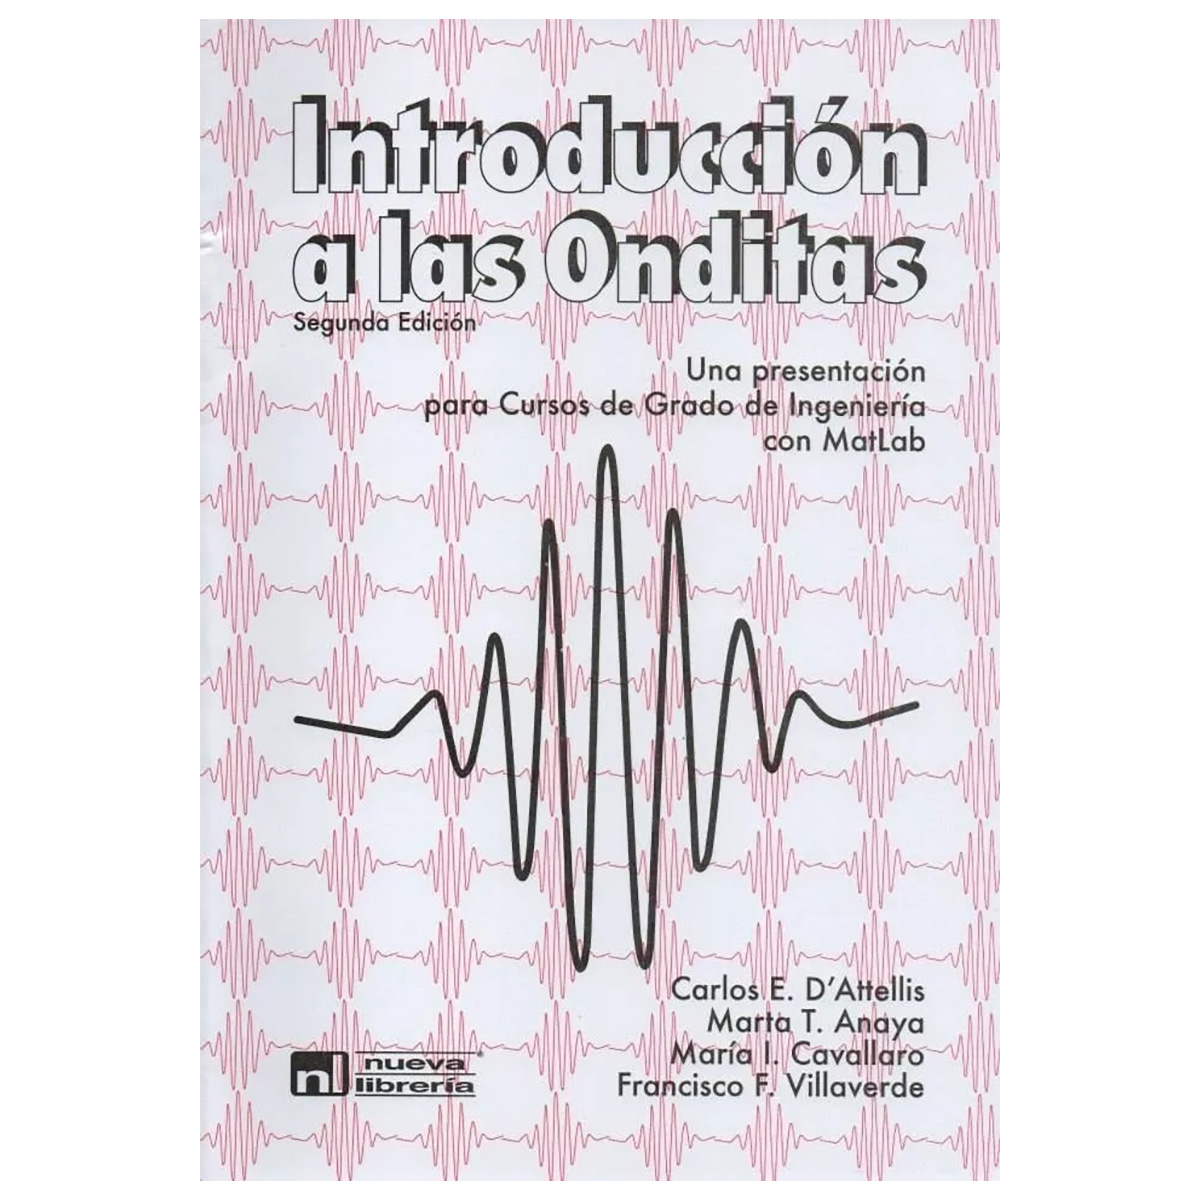 Introducción
a las Onditas
Segunda Edición
Una presentación
para Cursos de Grado de Ingeniería
con MatLab
Carlos E. D'Attellis
Marta T. Anaya
María I. Cavallaro
Francisco F. Villaverde
nl
nueva
librería